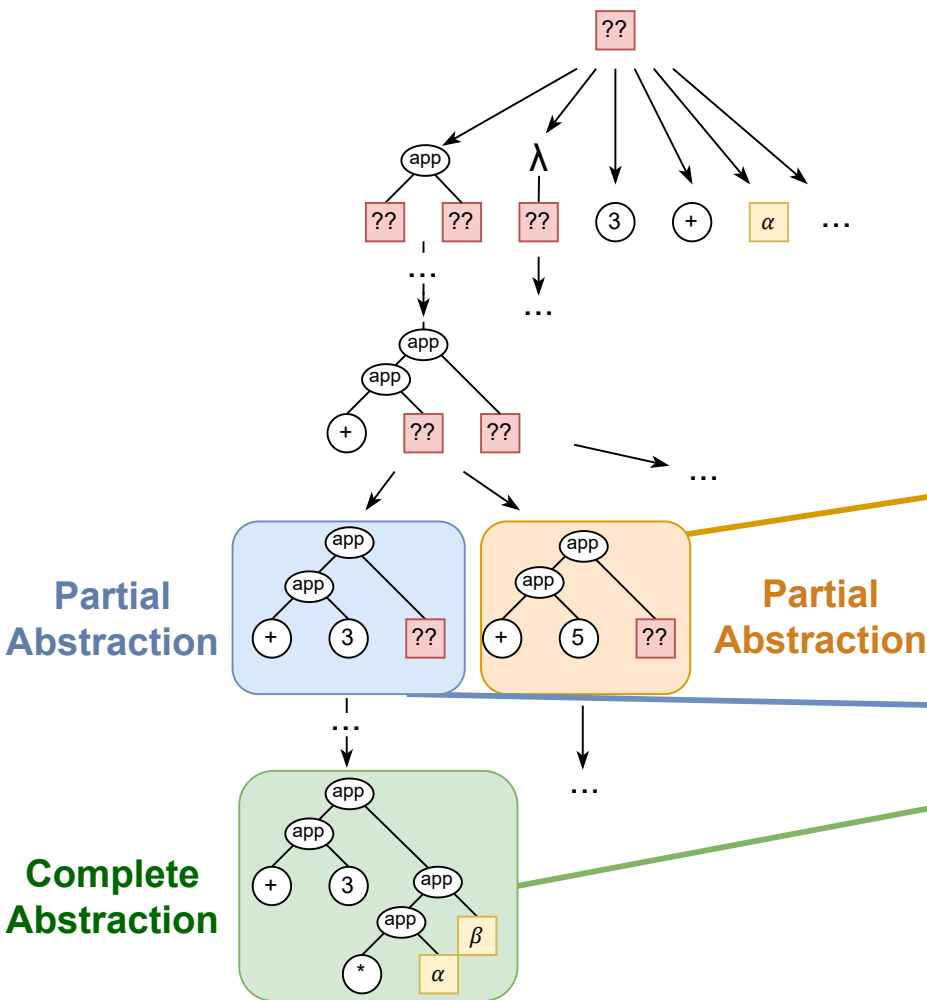 ??
app
λ
?? ?? ?? 3 + α ...
... ...
app
app
+ ?? ??
...
app app
app app
Partial
Abstraction
+ 3 ?? + 5 ??
Partial
Abstraction
... ...
app
app
Complete
Abstraction
+ 3 app
app
β
* α